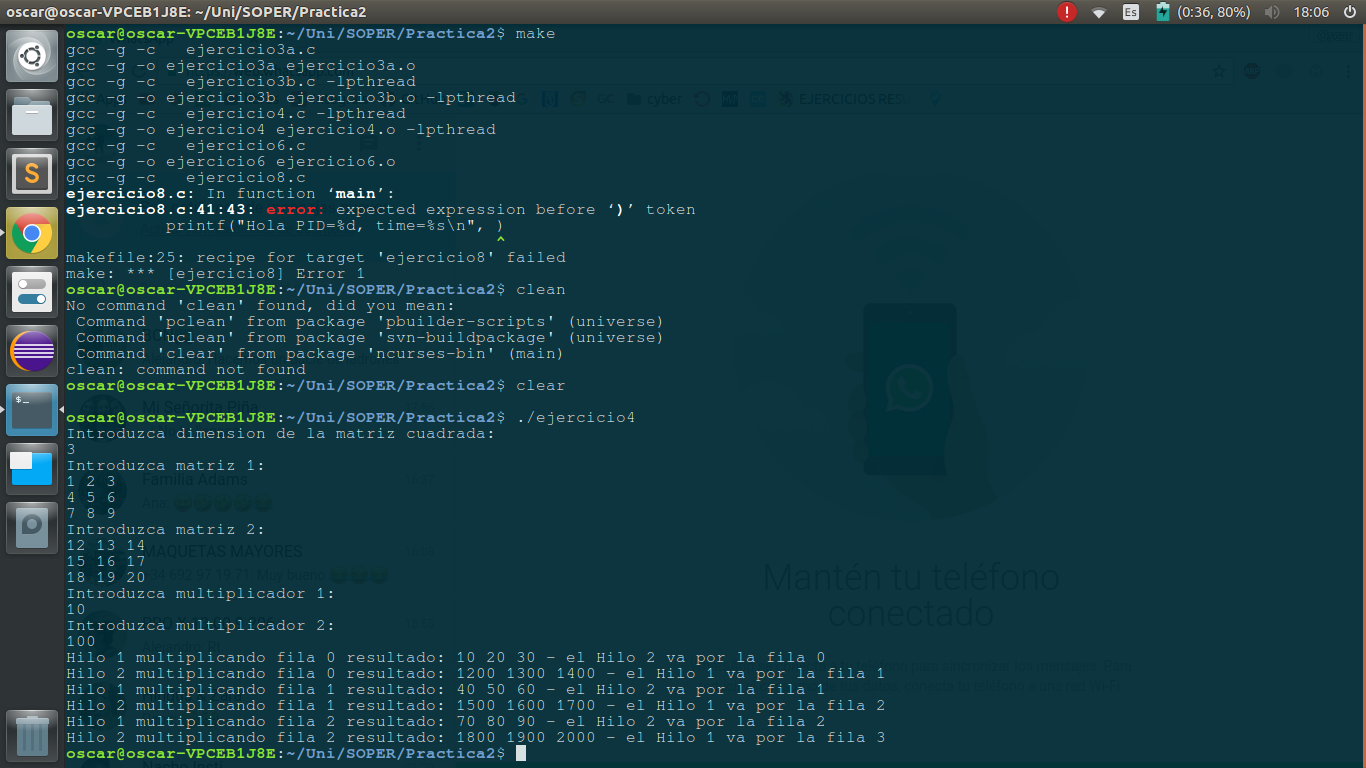 oscar@oscar-VPCEB1J8E: ~/Uni/SOPER/Practica2
Es (0:36, 80%) 18:06
oscar@oscar-VPCEB1J8E:~/Uni/SOPER/Practica2$ make
gcc -g -c   ejercicio3a.c
gcc -g -o ejercicio3a ejercicio3a.o
gcc -g -c   ejercicio3b.c -lpthread
gcc -g -o ejercicio3b ejercicio3b.o -lpthread
gcc -g -c   ejercicio4.c -lpthread
gcc -g -o ejercicio4 ejercicio4.o -lpthread
gcc -g -c   ejercicio6.c
gcc -g -o ejercicio6 ejercicio6.o
gcc -g -c   ejercicio8.c
ejercicio8.c: In function ‘main’:
ejercicio8.c:41:43: error: expected expression before ‘)’ token
          printf("Hola PID=%d, time=%s\n", )
                                           ^
makefile:25: recipe for target 'ejercicio8' failed
make: *** [ejercicio8] Error 1
oscar@oscar-VPCEB1J8E:~/Uni/SOPER/Practica2$ clean
No command 'clean' found, did you mean:
 Command 'pclean' from package 'pbuilder-scripts' (universe)
 Command 'uclean' from package 'svn-buildpackage' (universe)
 Command 'clear' from package 'ncurses-bin' (main)
clean: command not found
oscar@oscar-VPCEB1J8E:~/Uni/SOPER/Practica2$ clear
oscar@oscar-VPCEB1J8E:~/Uni/SOPER/Practica2$ ./ejercicio4
Introduzca dimension de la matriz cuadrada:
3
Introduzca matriz 1:
1 2 3
4 5 6
7 8 9
Introduzca matriz 2:
12 13 14
15 16 17
18 19 20
Introduzca multiplicador 1:
10
Introduzca multiplicador 2:
100
Hilo 1 multiplicando fila 0 resultado: 10 20 30 - el Hilo 2 va por la fila 0
Hilo 2 multiplicando fila 0 resultado: 1200 1300 1400 - el Hilo 1 va por la fila 1
Hilo 1 multiplicando fila 1 resultado: 40 50 60 - el Hilo 2 va por la fila 1
Hilo 2 multiplicando fila 1 resultado: 1500 1600 1700 - el Hilo 1 va por la fila 2
Hilo 1 multiplicando fila 2 resultado: 70 80 90 - el Hilo 2 va por la fila 2
Hilo 2 multiplicando fila 2 resultado: 1800 1900 2000 - el Hilo 1 va por la fila 3
oscar@oscar-VPCEB1J8E:~/Uni/SOPER/Practica2$
cyber
EJERCICIOS RESU
Mi Señorita Piña
Familia Adams
MAQUETAS MAYORES
Mantén tu teléfono
conectado